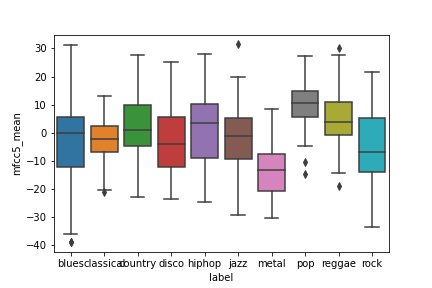 mfcc5_mean
30
20
10
0
−10
−20
−30
−40
blues classical country disco hiphop jazz metal pop reggae rock
label